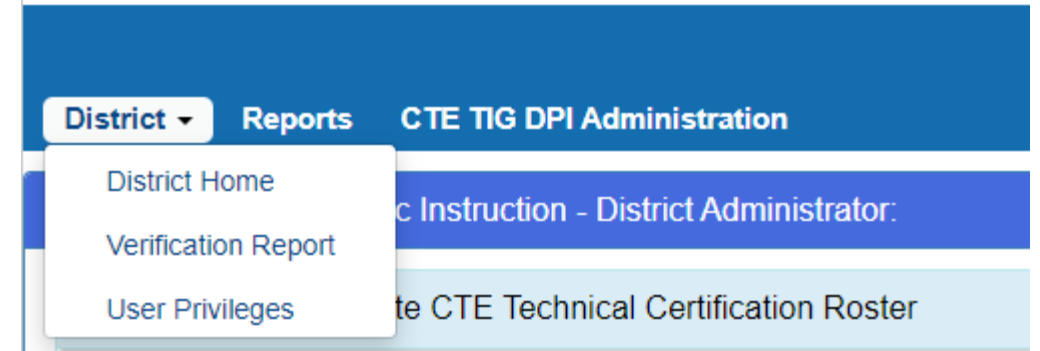 District Reports CTE TIG DPI Administration
District Home
c Instruction - District Administrator:
Verification Report
User Privileges
te CTE Technical Certification Roster